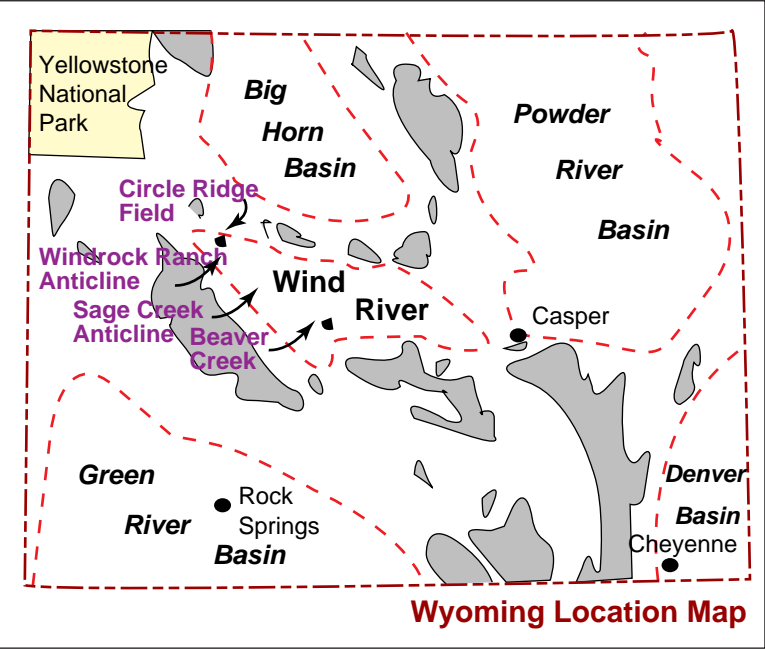 Yellowstone
National
Park
Big
Horn
Basin
Powder
River
Basin
Circle Ridge
Field
Windrock Ranch
Anticline
Sage Creek
Anticline
Beaver
Creek
Wind
River
Casper
Green
River
Basin
Rock
Springs
Denver
Basin
Cheyenne
Wyoming Location Map